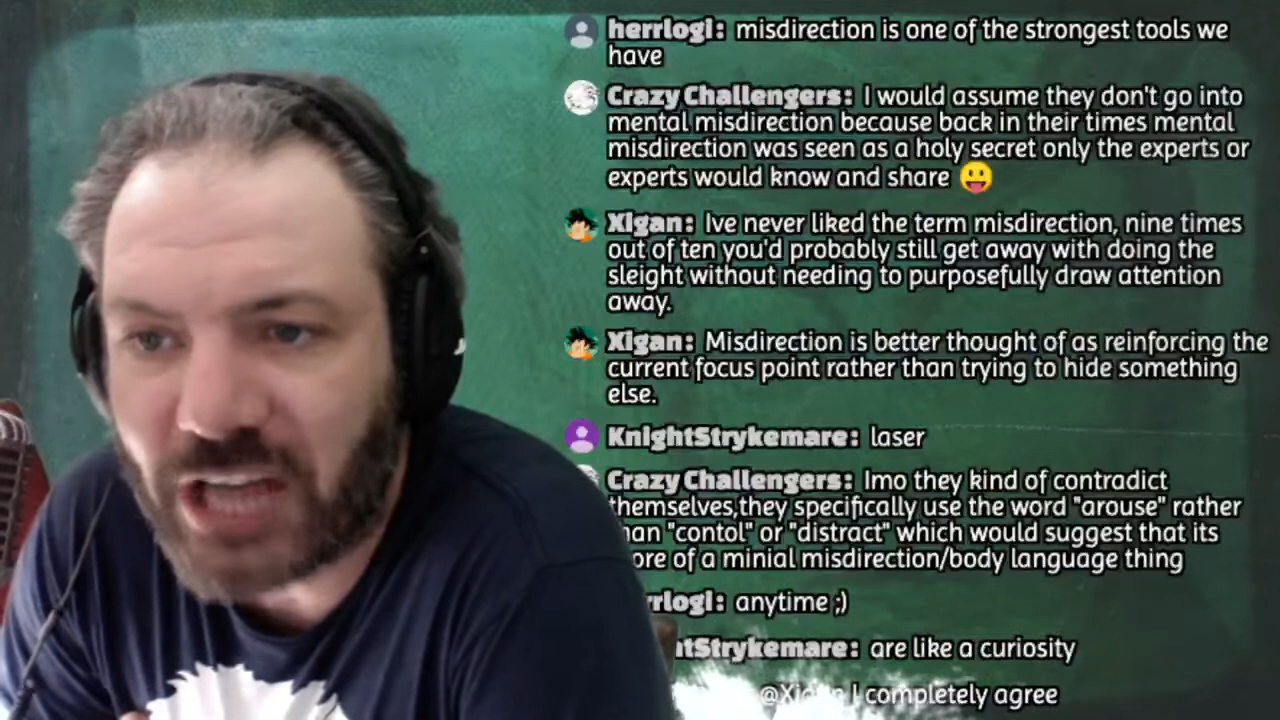 herrlogi: misdirection is one of the strongest tools we
have
Crazy Challengers: I would assume they don't go into
mental misdirection because back in their times mental
misdirection was seen as a holy secret only the experts or
experts would know and share
Xigan: Ive never liked the term misdirection, nine times
out of ten you'd probably still get away with doing the
sleight without needing to purposefully draw attention
away.
Xigan: Misdirection is better thought of as reinforcing the
current focus point rather than trying to hide something
else.
KnightStrykemare: laser
Crazy Challengers: Imo they kind of contradict
themselves,they specifically use the word "arouse" rather
han "contol" or "distract" which would suggest that its
ore of a minial misdirection/body language thing
rrlogi: anytime ;)
tStrykemare: are like a curiosity
I completely agree